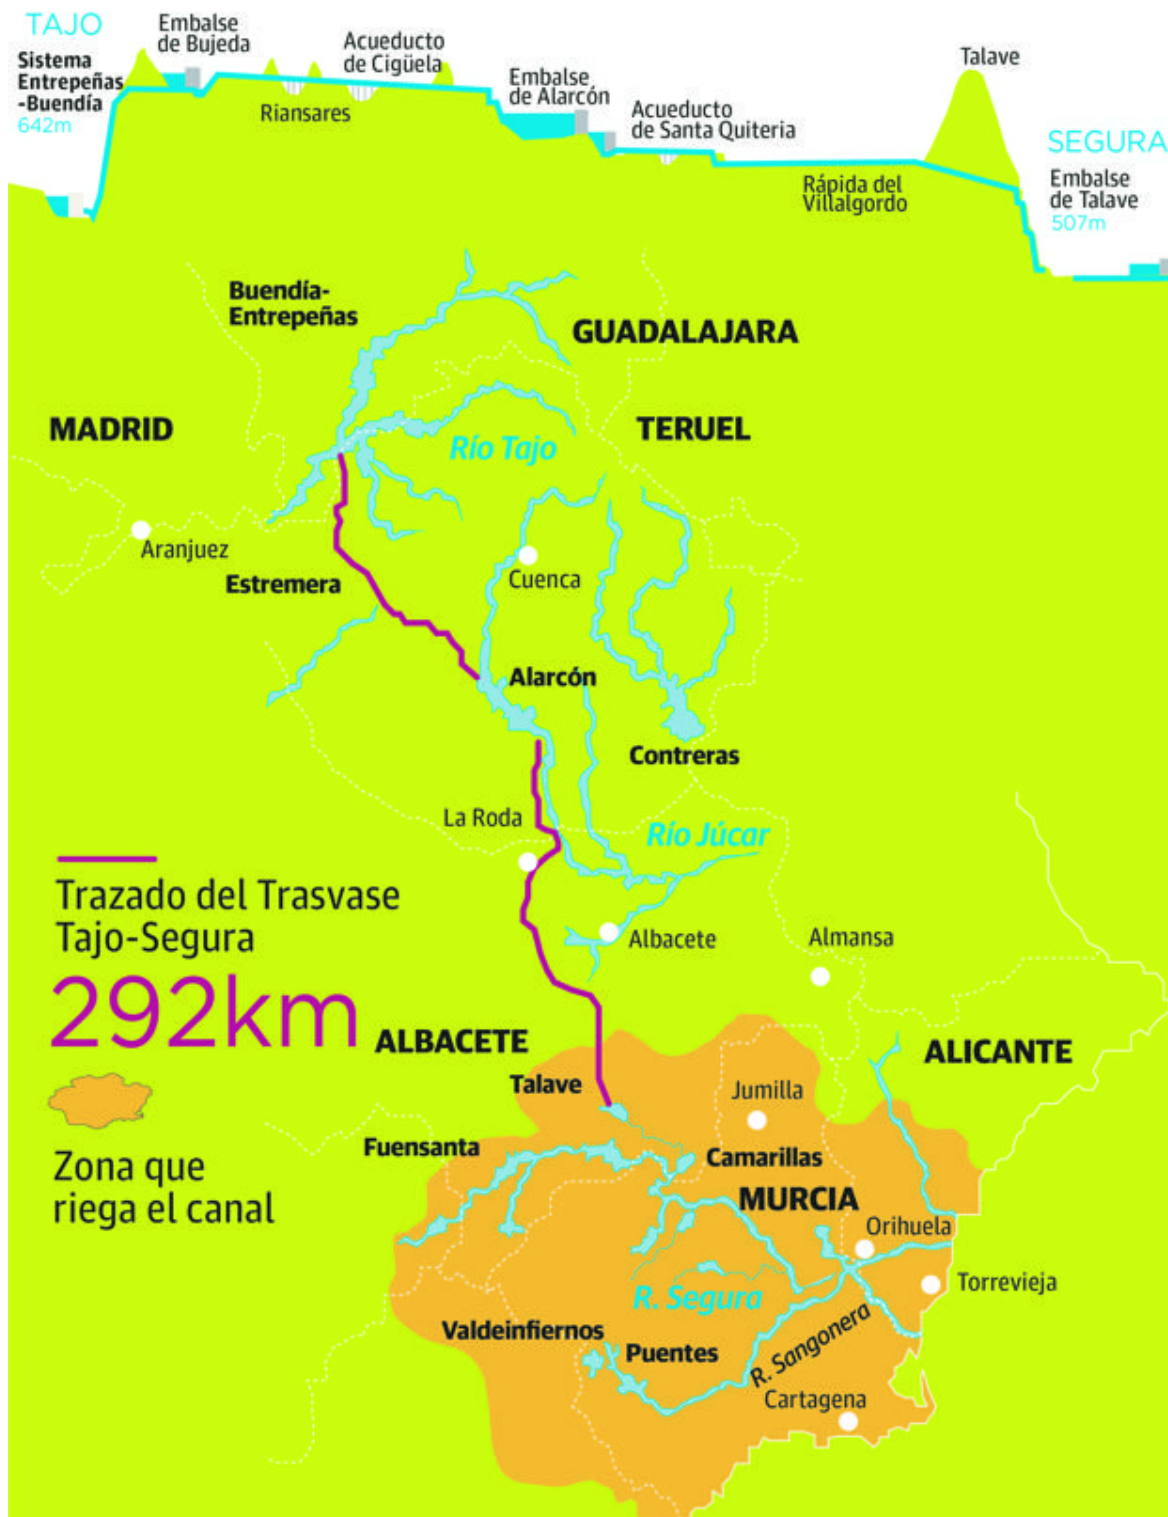 TAJO
Sistema
Entrepeñas
-Buendía
642m
Embalse
de Bujeda
Riansares
Acueducto
de Cigüela
Embalse
de Alarcón
Acueducto
de Santa Quiteria
Rápida del
Villalgordo
Talave
SEGURA
Embalse
de Talave
507m
Buendía-
Entrepeñas
GUADALAJARA
MADRID
TERUEL
Río Tajo
Aranjuez
Estremera
Cuenca
Alarcón
Contreras
La Roda
Río Júcar
Trazado del Trasvase
Tajo-Segura
292km
Albacete
Almansa
ALBACETE
ALICANTE
Talave
Jumilla
Zona que
riega el canal
Fuensanta
Camarillas
MURCIA
Orihuela
Torrevieja
R. Segura
Valdeinfiernos
Puentes
R. Sangonera
Cartagena